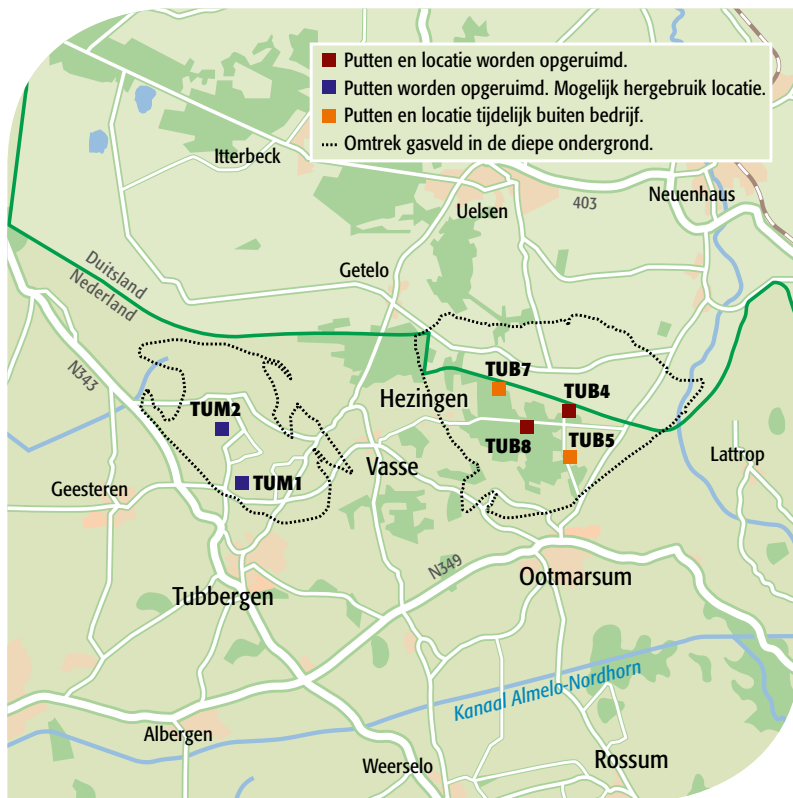 Putten en locatie worden opgeruimd.
Putten worden opgeruimd. Mogelijk hergebruik locatie.
Putten en locatie tijdelijk buiten bedrijf.
Omtrek gasveld in de diepe ondergrond.
Itterbeck
Uelsen
403
Neuenhaus
Duitsland
Nederland
Getelo
N343
TUB7
Hezingen
TUB4
TUM2
TUB8
TUB5
Lattrop
Vasse
TUM1
Geesteren
N349
Ootmarsum
Tubbergen
Kanaal Almelo-Nordhorn
Albergen
Weerselo
Rossum